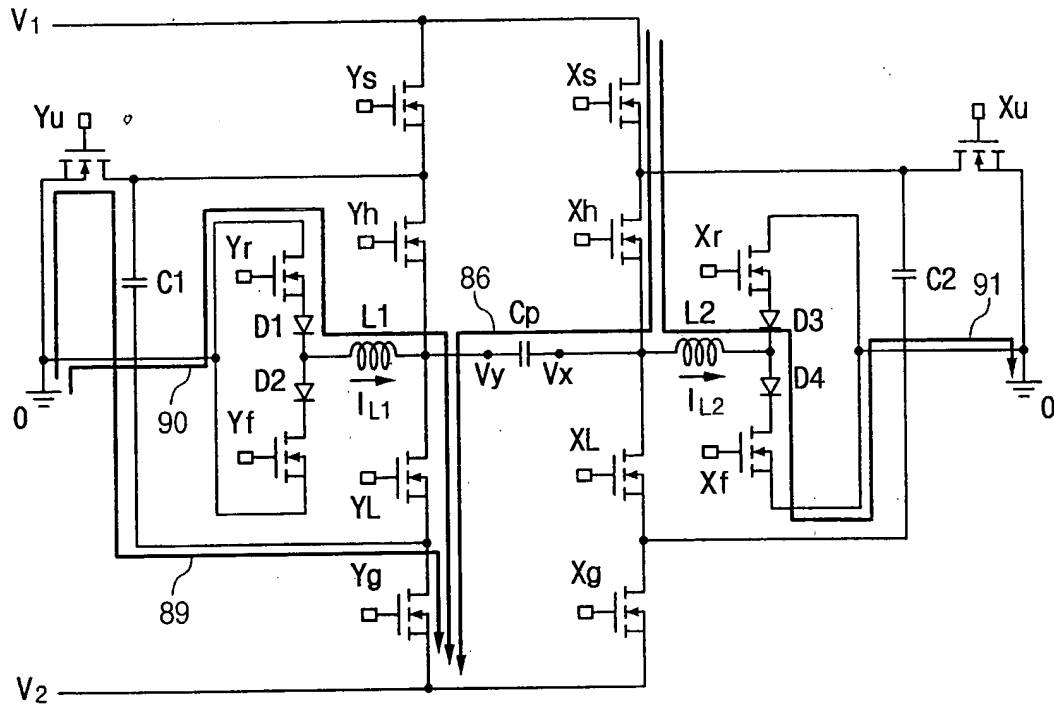 V1
Ys
Xs
Yu
Xu
Yh
Xh
Yr
Xr
C1
86
Cp
C2
91
D1
L1
L2
D3
Vy
Vx
D2
D4
0
90
IL1
IL2
0
Yf
XL
Xf
YL
89
Yg
Xg
V2